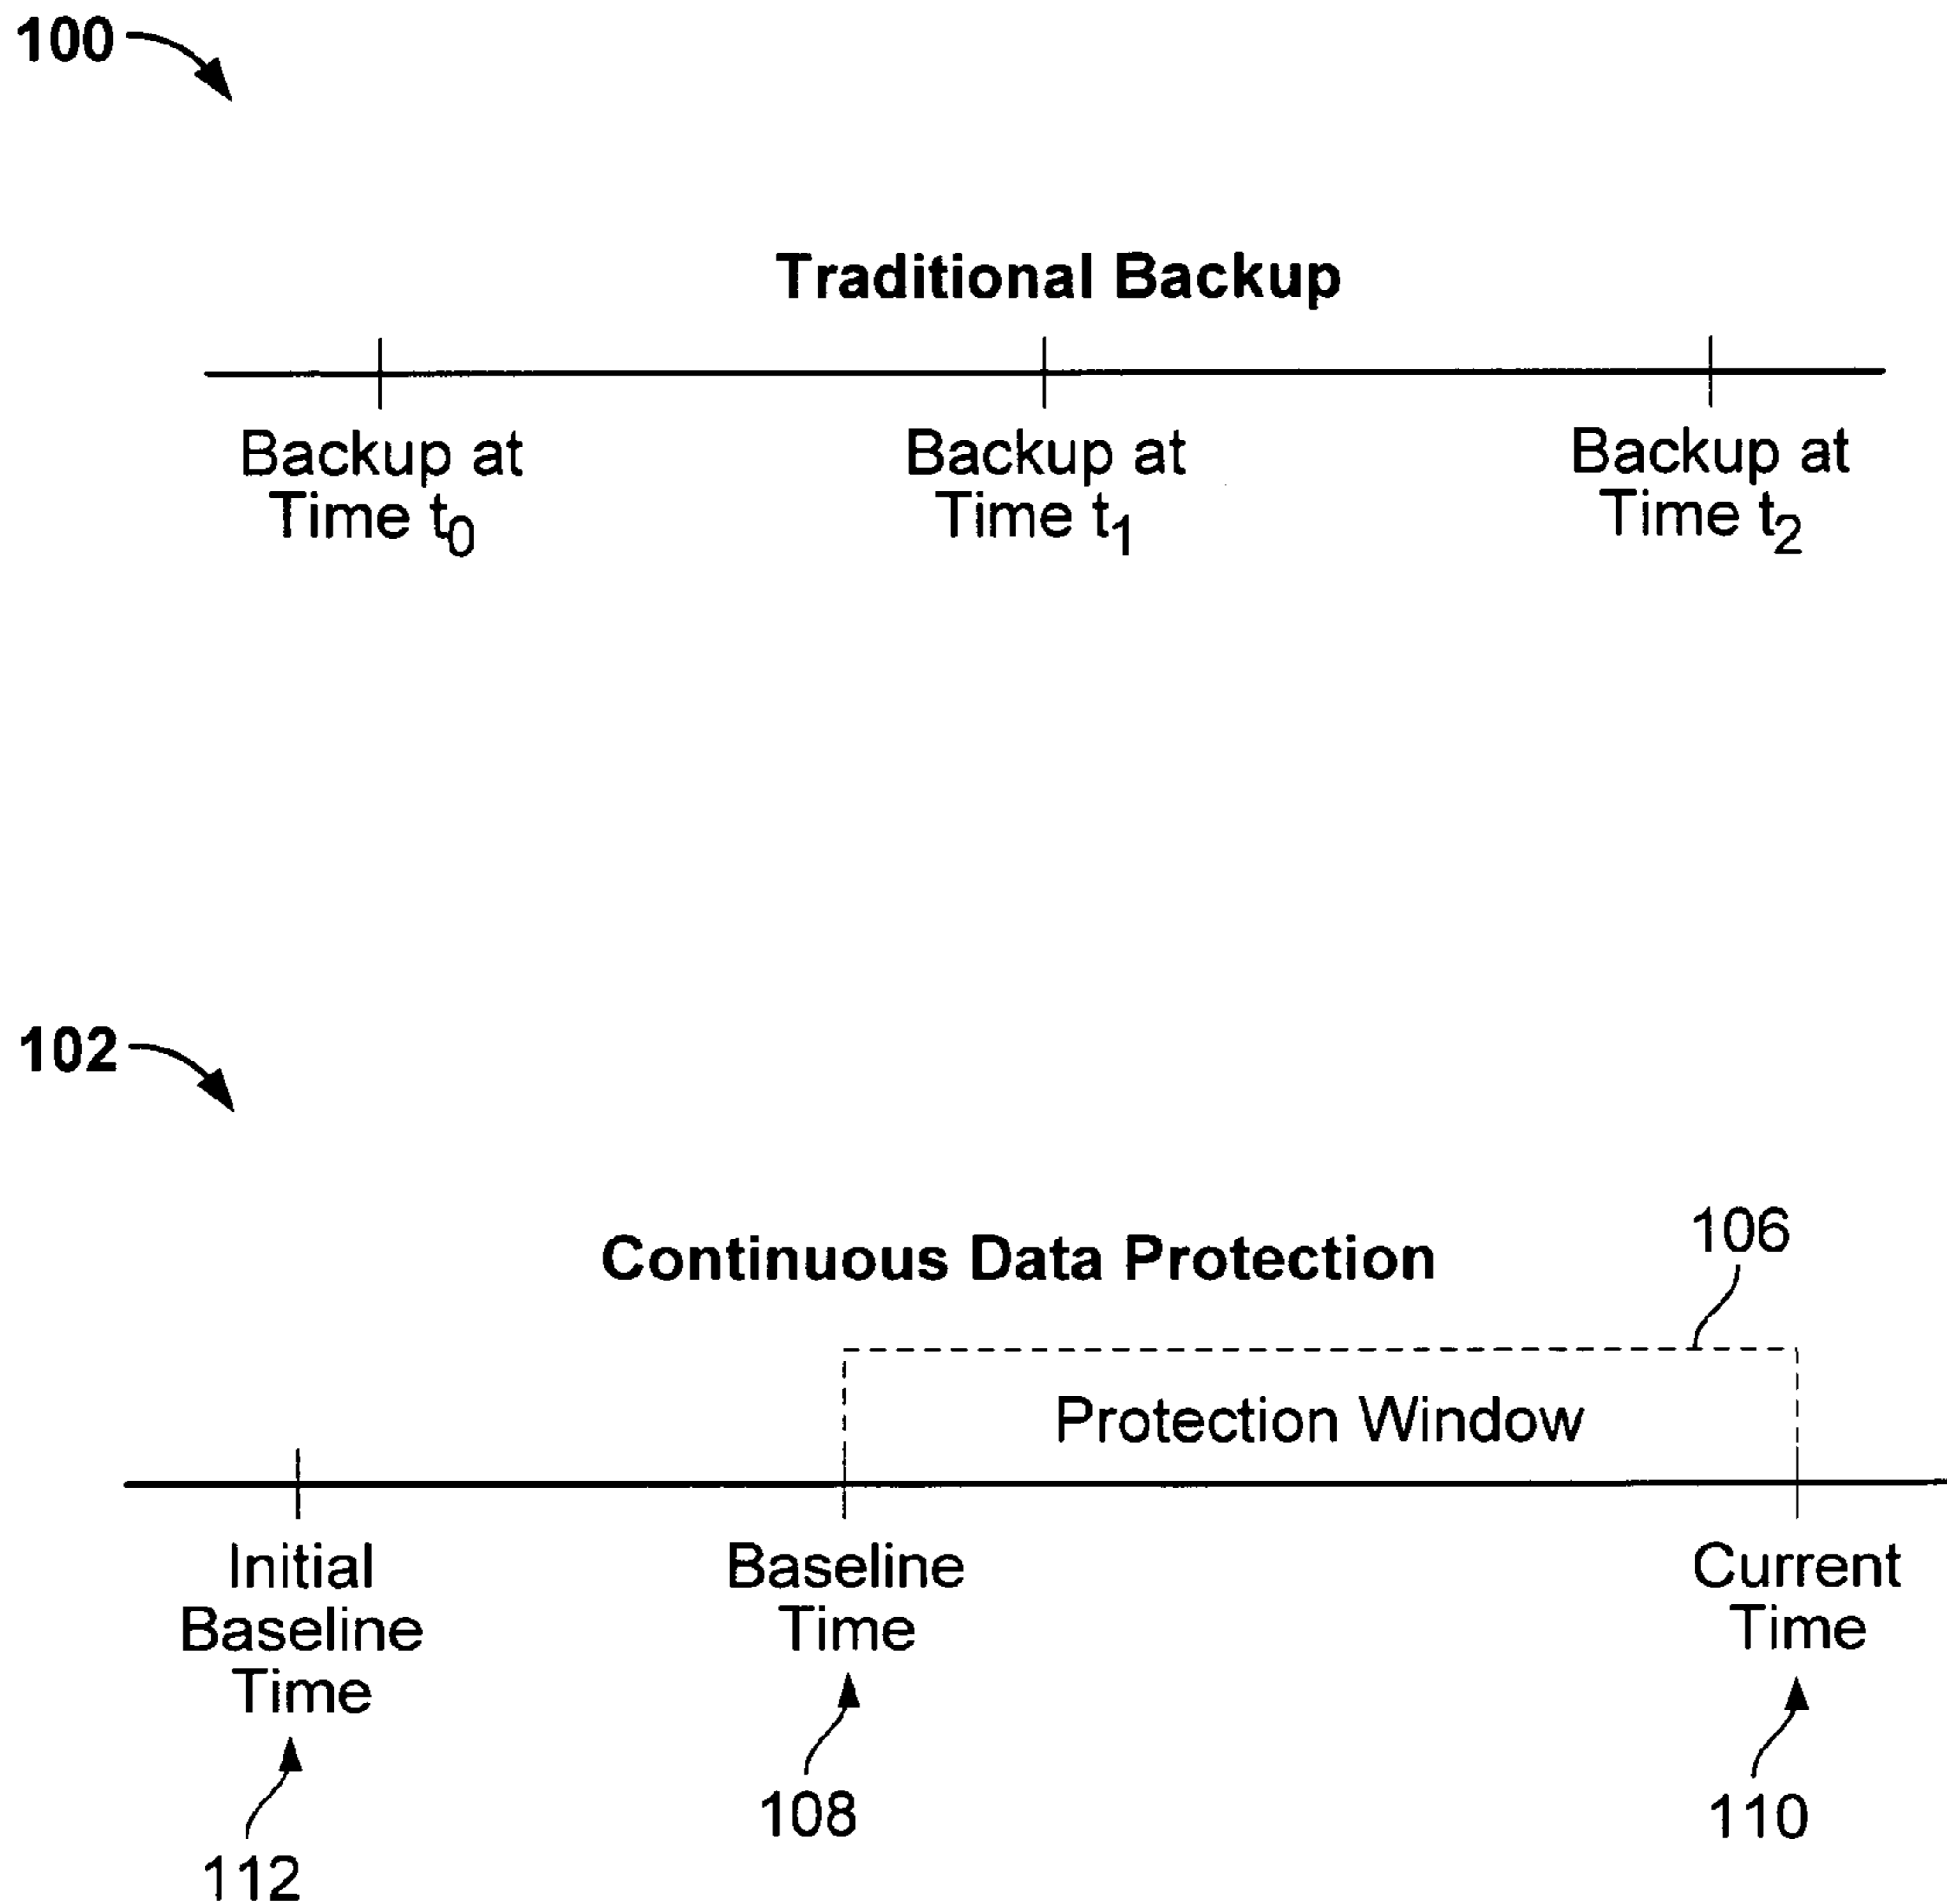 100
Traditional Backup
Backup at
Time t0
Backup at
Time t1
Backup at
Time t2
102
106
Continuous Data Protection
Protection Window
Initial
Baseline
Time
Baseline
Time
Current
Time
112
108
110